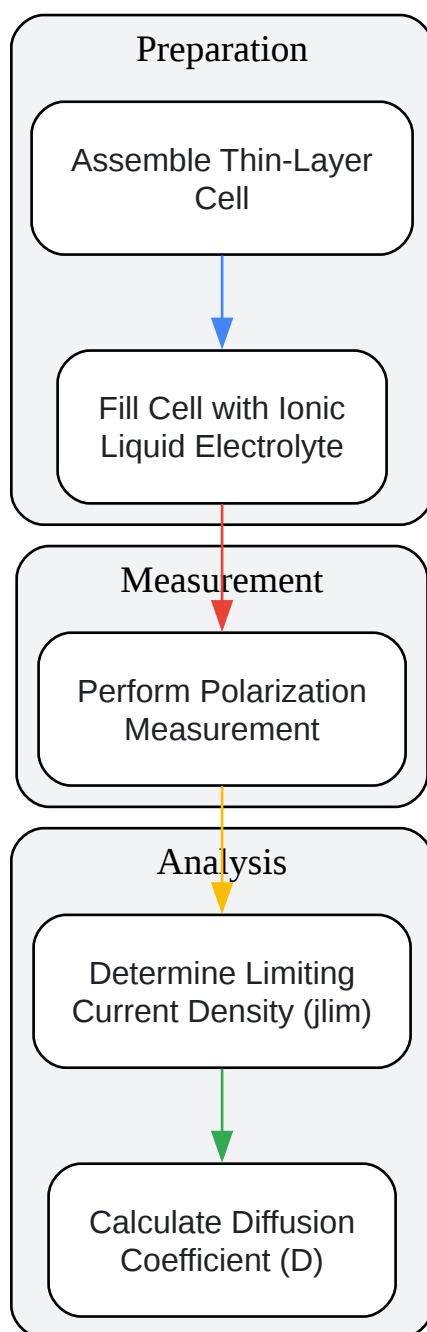 Preparation
Assemble Thin-Layer
Cell
Fill Cell with Ionic
Liquid Electrolyte
Measurement
Perform Polarization
Measurement
Analysis
Determine Limiting
Current Density (jlim)
Calculate Diffusion
Coefficient (D)